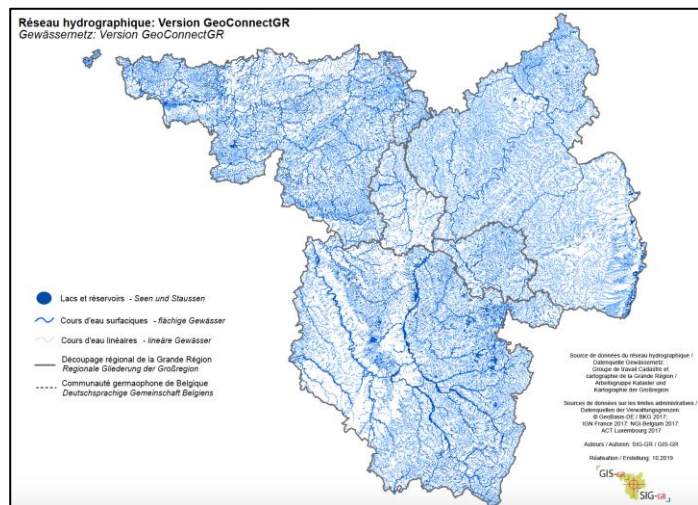 Réseau hydrographique: Version GeoConnectGR
Gewässernetz: Version GeoConnectGR
Lacs et réservoirs - Seen und Staussen
Cours d'eau surfaciques - flächige Gewässer
Cours d'eau linéaires - lineäre Gewässer
Découpage régional de la Grande Région
Regionale Gliederung der Großregion
Communauté germaophone de Belgique
Deutschsprachige Gemeinschaft Belgiens
Source de données du réseau hydrographique /
Datenquelle Gewässernetz :
Groupe de travail Cadastre et
cartographie de la Grande Région /
Arbeitsgruppe Kataster und
Kartographie der Großregion
Sources de données sur les limites administratives /
Datenquellen der Verwaltungsgrenzen
© GeoBasis-DE / BKG 2017;
IGN France 2017; NGI-Belgium 2017;
ACT Luxembourg 2017
Auteurs / Autoren: SIG-GR / GIS-GR
Réalisation / Erstellung: 10.2019
GIS-GR
SIG-GR